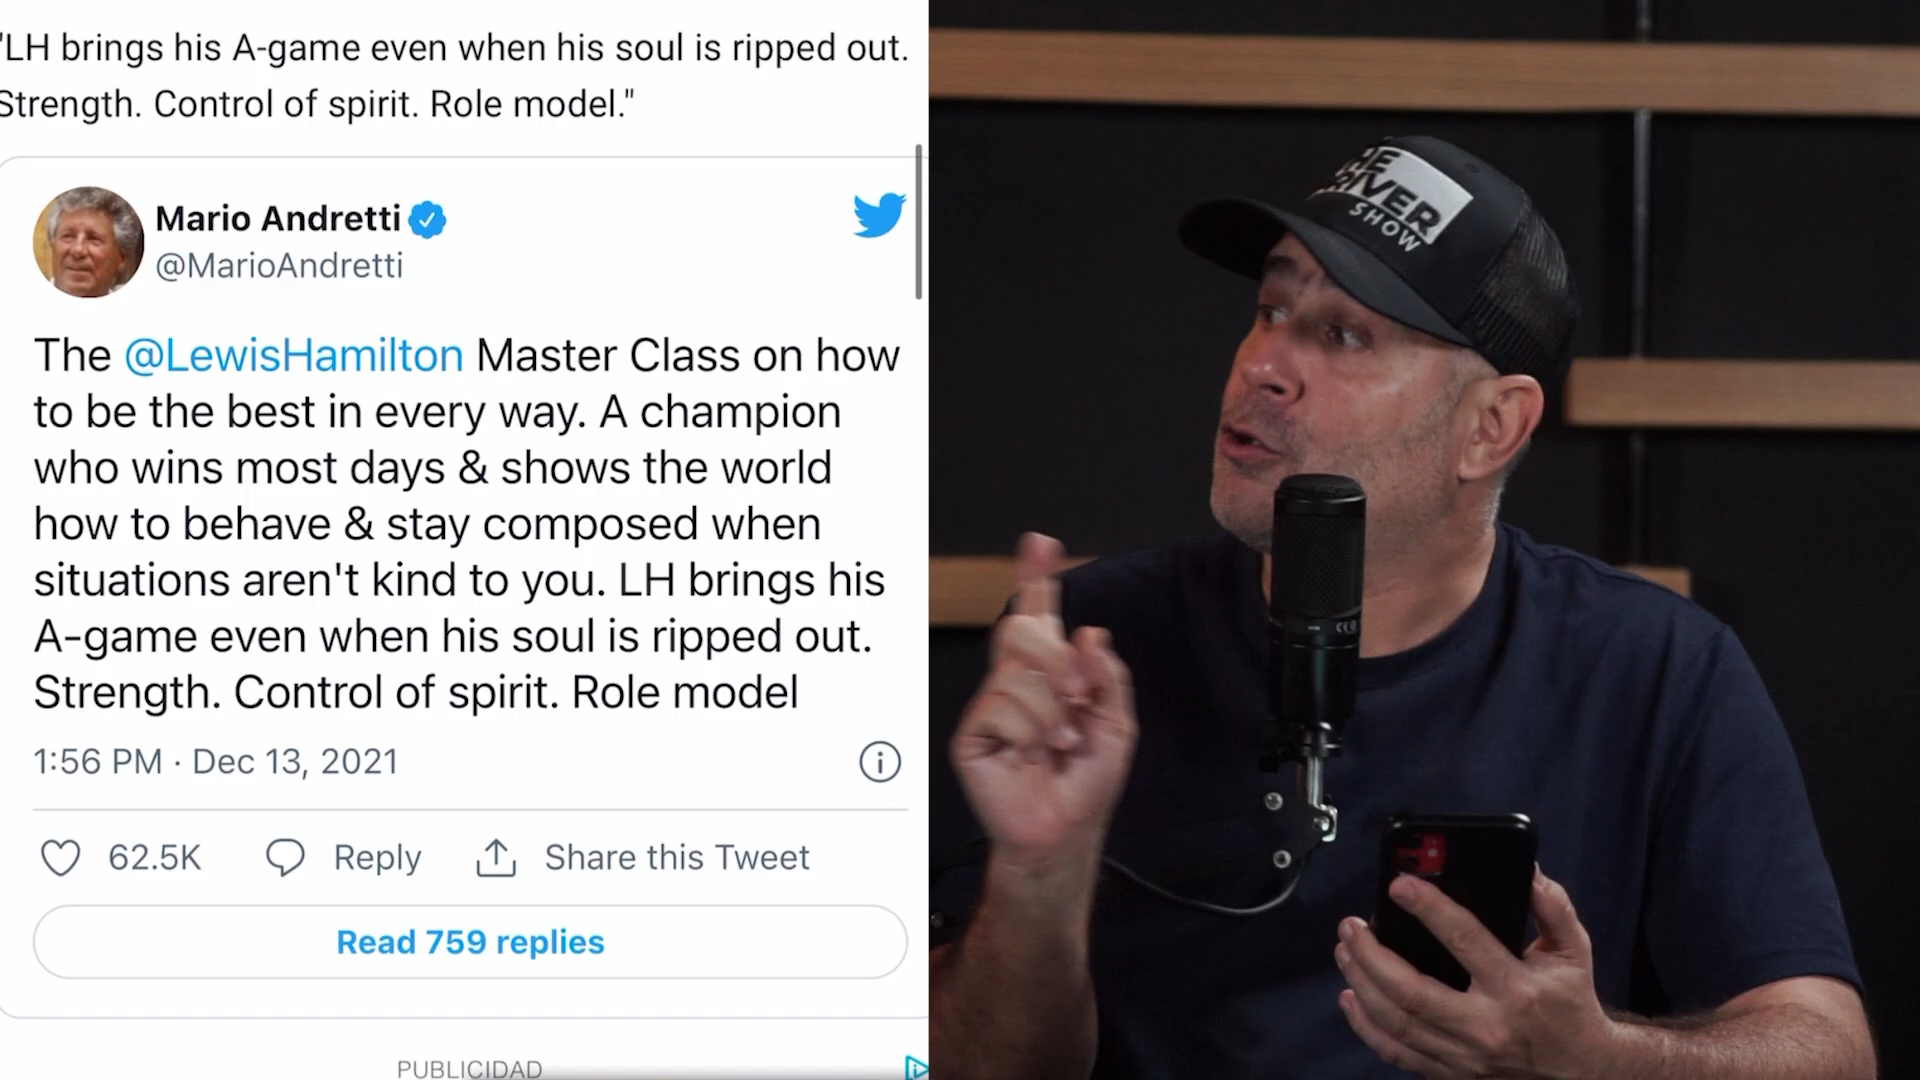 "LH brings his A-game even when his soul is ripped out.
Strength. Control of spirit. Role model."
Mario Andretti
@MarioAndretti
The @LewisHamilton Master Class on how
to be the best in every way. A champion
who wins most days & shows the world
how to behave & stay composed when
situations aren't kind to you. LH brings his
A-game even when his soul is ripped out.
Strength. Control of spirit. Role model
1:56 PM · Dec 13, 2021
62.5K Reply Share this Tweet
Read 759 replies
PUBLICIDAD
THE
DRIVER
SHOW